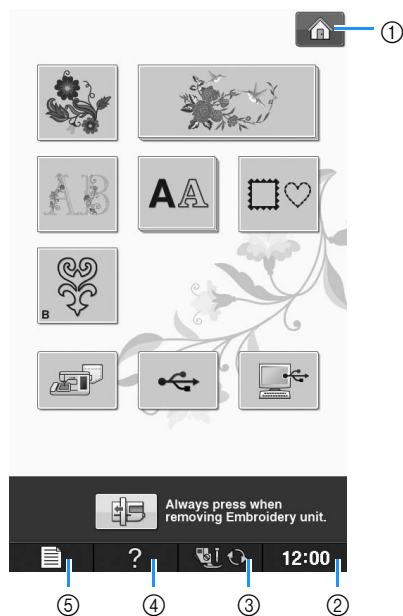 ①
AB
AA
B
Always press when
removing Embroidery unit.
?
12:00
⑤ ④ ③ ②